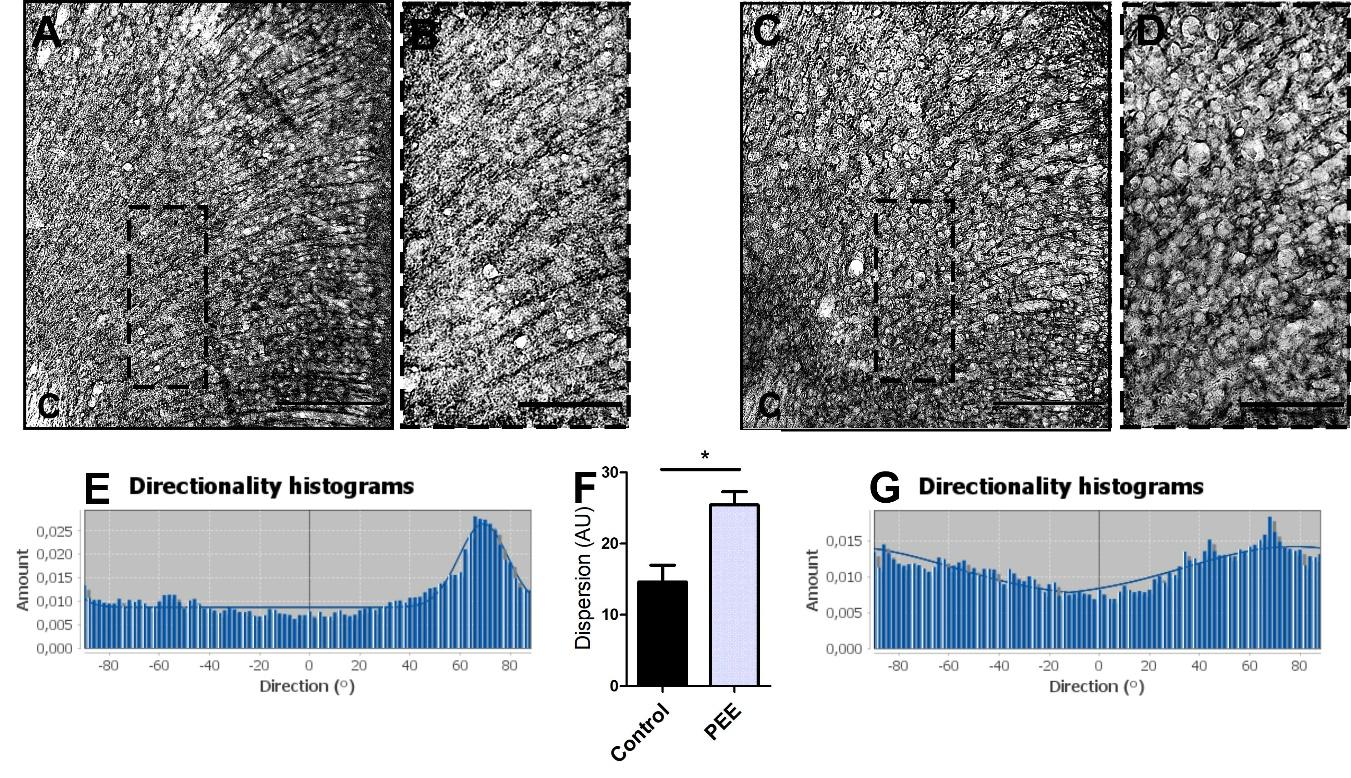 A
B
C
D
C
C
E Directionality histograms
0,025
0,020
0,015
0,010
0,005
0,000
Amount
-80 -60 -40 -20 0 20 40 60 80
Direction (°)
F
*
30
20
10
0
Dispersion (AU)
Control
PEE
G Directionality histograms
0,015
0,010
0,005
0,000
Amount
-80 -60 -40 -20 0 20 40 60 80
Direction (°)